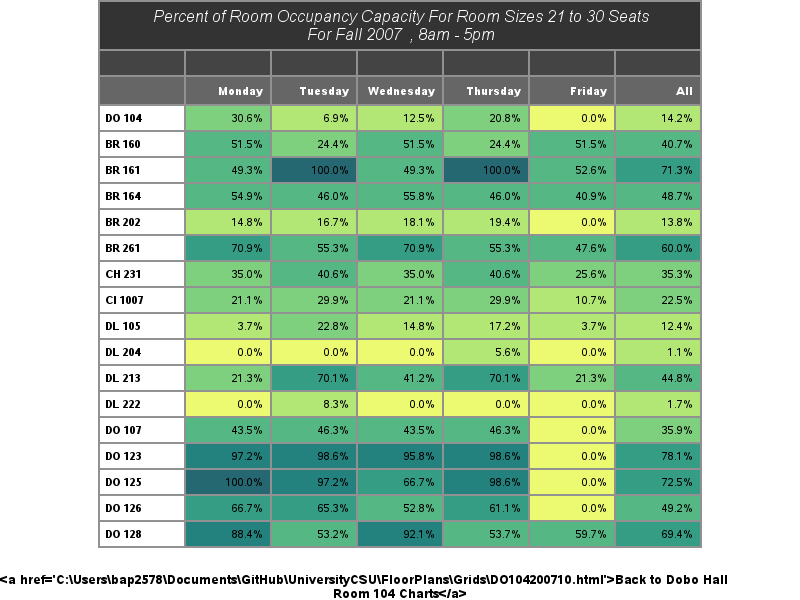 Percent of Room Occupancy Capacity For Room Sizes 21 to 30 Seats
For Fall 2007 , 8am - 5pm
Monday Tuesday Wednesday Thursday Friday All
DO 104 30.6% 6.9% 12.5% 20.8% 0.0% 14.2%
BR 160 51.5% 24.4% 51.5% 24.4% 51.5% 40.7%
BR 161 49.3% 100.0% 49.3% 100.0% 52.6% 71.3%
BR 164 54.9% 46.0% 55.8% 46.0% 40.9% 48.7%
BR 202 14.8% 16.7% 18.1% 19.4% 0.0% 13.8%
BR 261 70.9% 55.3% 70.9% 55.3% 47.6% 60.0%
CH 231 35.0% 40.6% 35.0% 40.6% 25.6% 35.3%
CI 1007 21.1% 29.9% 21.1% 29.9% 10.7% 22.5%
DL 105 3.7% 22.8% 14.8% 17.2% 3.7% 12.4%
DL 204 0.0% 0.0% 0.0% 5.6% 0.0% 1.1%
DL 213 21.3% 70.1% 41.2% 70.1% 21.3% 44.8%
DL 222 0.0% 8.3% 0.0% 0.0% 0.0% 1.7%
DO 107 43.5% 46.3% 43.5% 46.3% 0.0% 35.9%
DO 123 97.2% 98.6% 95.8% 98.6% 0.0% 78.1%
DO 125 100.0% 97.2% 66.7% 98.6% 0.0% 72.5%
DO 126 66.7% 65.3% 52.8% 61.1% 0.0% 49.2%
DO 128 88.4% 53.2% 92.1% 53.7% 59.7% 69.4%
<a href='C:\Users\bap2578\Documents\GitHub\UniversityCSU\FloorPlans\Grids\DO104200710.html'>Back to Dobo Hall
Room 104 Charts</a>